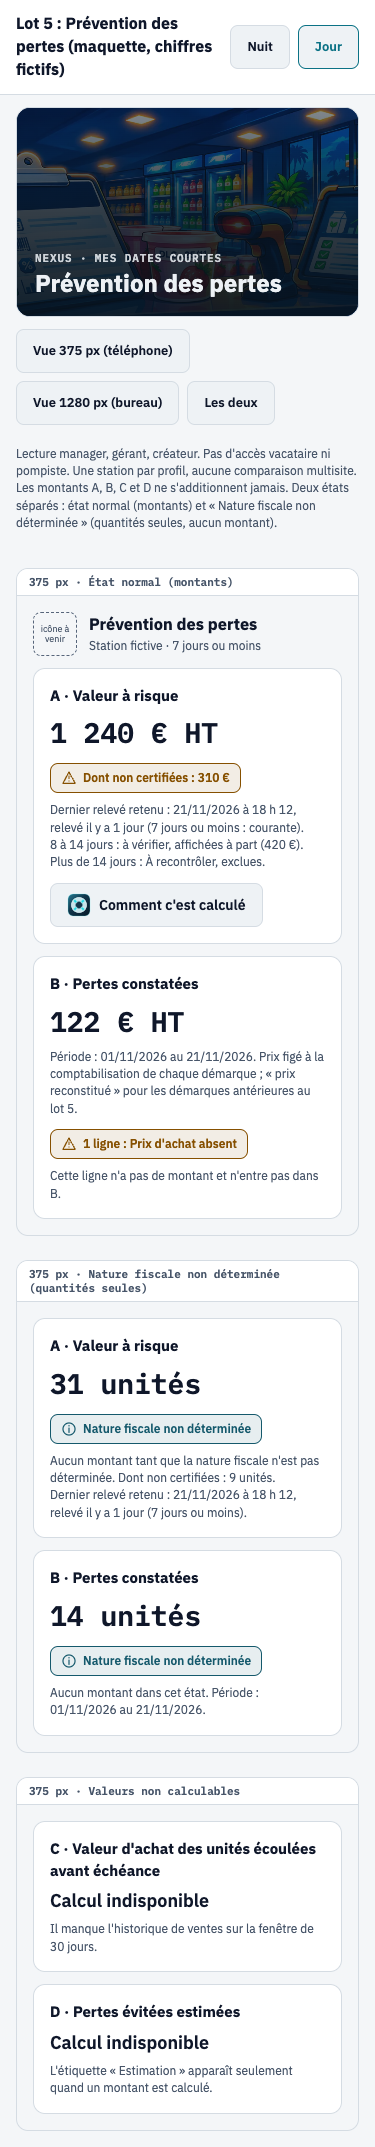 Lot 5 : Prévention des
pertes (maquette, chiffres
fictifs)
Nuit
Jour
NEXUS · MES DATES COURTES
Prévention des pertes
Vue 375 px (téléphone)
Vue 1280 px (bureau)
Les deux
Lecture manager, gérant, créateur. Pas d'accès vacataire ni
pompiste. Une station par profil, aucune comparaison multisite.
Les montants A, B, C et D ne s'additionnent jamais. Deux états
séparés : état normal (montants) et « Nature fiscale non
déterminée » (quantités seules, aucun montant).
375 px · État normal (montants)
icône à
venir
Prévention des pertes
Station fictive · 7 jours ou moins
A · Valeur à risque
1 240 € HT
Dont non certifiées : 310 €
Dernier relevé retenu : 21/11/2026 à 18 h 12,
relevé il y a 1 jour (7 jours ou moins : courante).
8 à 14 jours : à vérifier, affichées à part (420 €).
Plus de 14 jours : À recontrôler, exclues.
Comment c'est calculé
B · Pertes constatées
122 € HT
Période : 01/11/2026 au 21/11/2026. Prix figé à la
comptabilisation de chaque démarque ; « prix
reconstitué » pour les démarques antérieures au
lot 5.
1 ligne : Prix d'achat absent
Cette ligne n'a pas de montant et n'entre pas dans
B.
375 px · Nature fiscale non déterminée
(quantités seules)
A · Valeur à risque
31 unités
Nature fiscale non déterminée
Aucun montant tant que la nature fiscale n'est pas
déterminée. Dont non certifiées : 9 unités.
Dernier relevé retenu : 21/11/2026 à 18 h 12,
relevé il y a 1 jour (7 jours ou moins).
B · Pertes constatées
14 unités
Nature fiscale non déterminée
Aucun montant dans cet état. Période :
01/11/2026 au 21/11/2026.
375 px · Valeurs non calculables
C · Valeur d'achat des unités écoulées
avant échéance
Calcul indisponible
Il manque l'historique de ventes sur la fenêtre de
30 jours.
D · Pertes évitées estimées
Calcul indisponible
L'étiquette « Estimation » apparaît seulement
quand un montant est calculé.